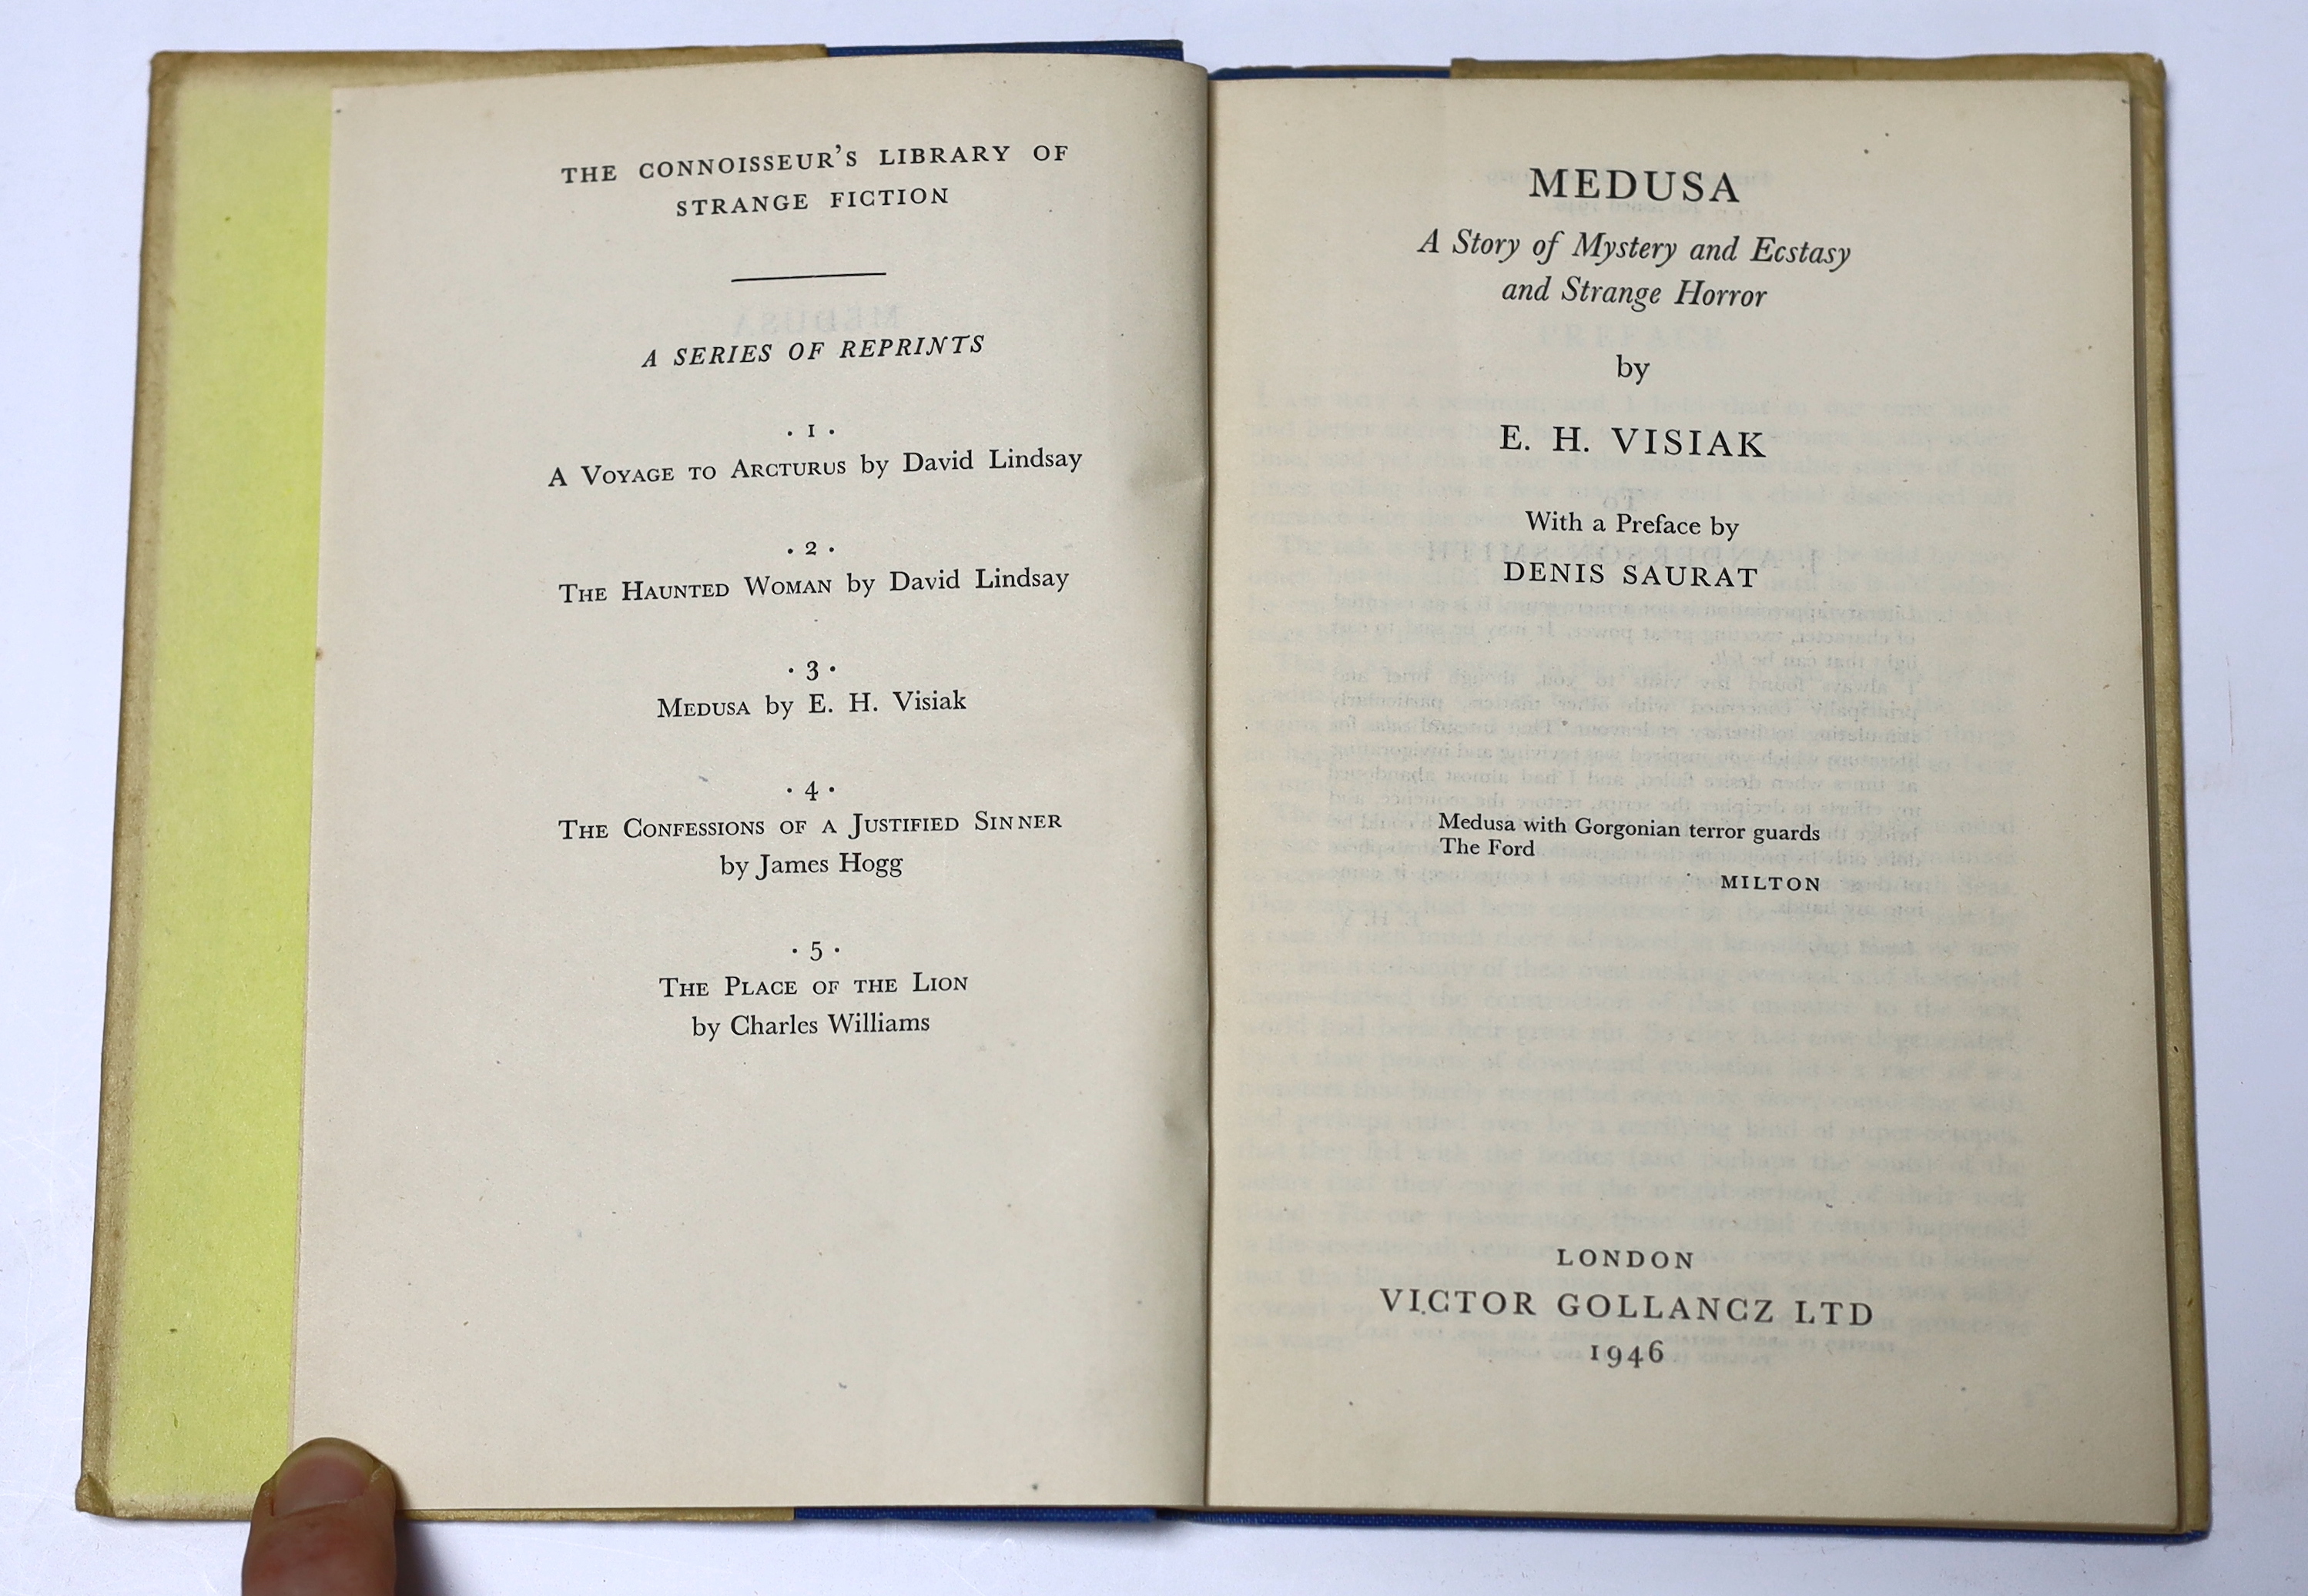 THE CONNOISSEUR'S LIBRARY OF
STRANGE FICTION
A SERIES OF REPRINTS
· 1 ·
A VOYAGE TO ARCTURUS by David Lindsay
· 2 ·
THE HAUNTED WOMAN by David Lindsay
· 3 ·
MEDUSA by E. H. Visiak
· 4 ·
THE CONFESSIONS OF A JUSTIFIED SINNER
by James Hogg
· 5 ·
THE PLACE OF THE LION
by Charles Williams
MEDUSA
A Story of Mystery and Ecstasy
and Strange Horror
by
E. H. VISIAK
With a Preface by
DENIS SAURAT
Medusa with Gorgonian terror guards
The Ford
MILTON
LONDON
VICTOR GOLLANCZ LTD
1946